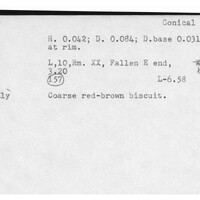 Conical
H. 0.042; D. 0.084; D.base 0.031
at rim.
L,10,Rm. XX, Fallen E end,
3.20
157 L-6.58
ly Coarse red-brown biscuit.